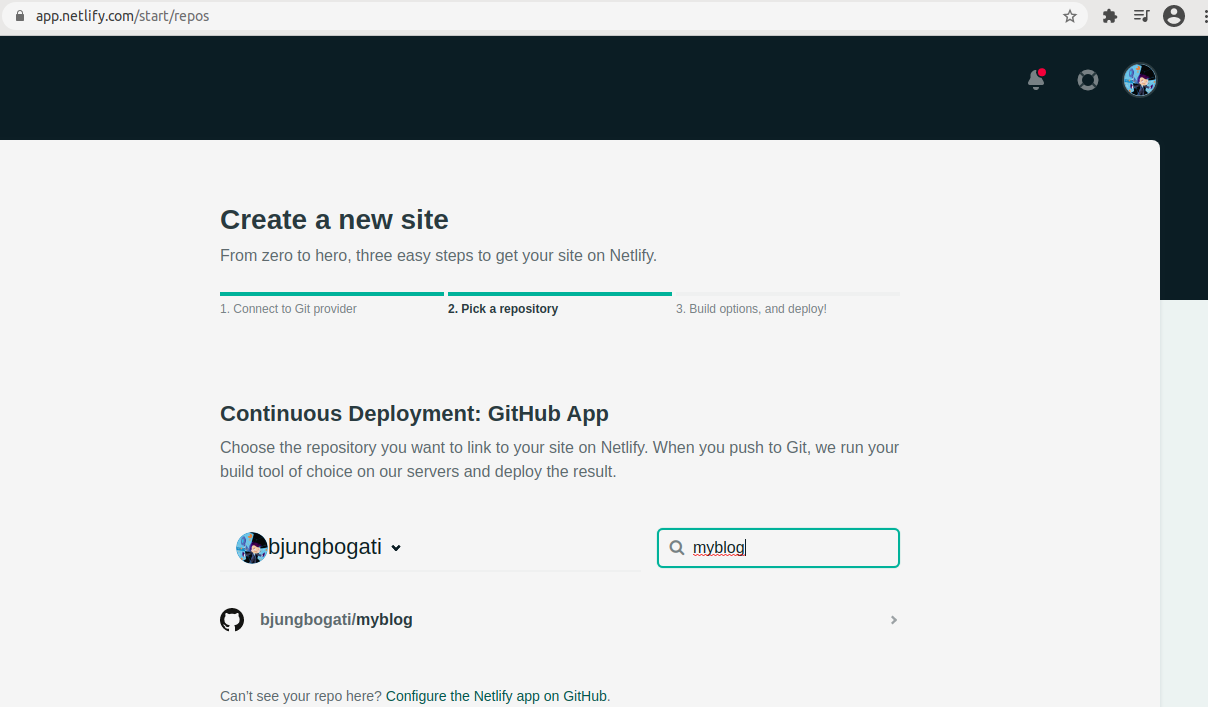 app.netlify.com/start/repos
Create a new site
From zero to hero, three easy steps to get your site on Netlify.
1. Connect to Git provider
2. Pick a repository
3. Build options, and deploy!
Continuous Deployment: GitHub App
Choose the repository you want to link to your site on Netlify. When you push to Git, we run your
build tool of choice on our servers and deploy the result.
bjungbogati
myblog
bjungbogati/myblog
Can't see your repo here? Configure the Netlify app on GitHub.